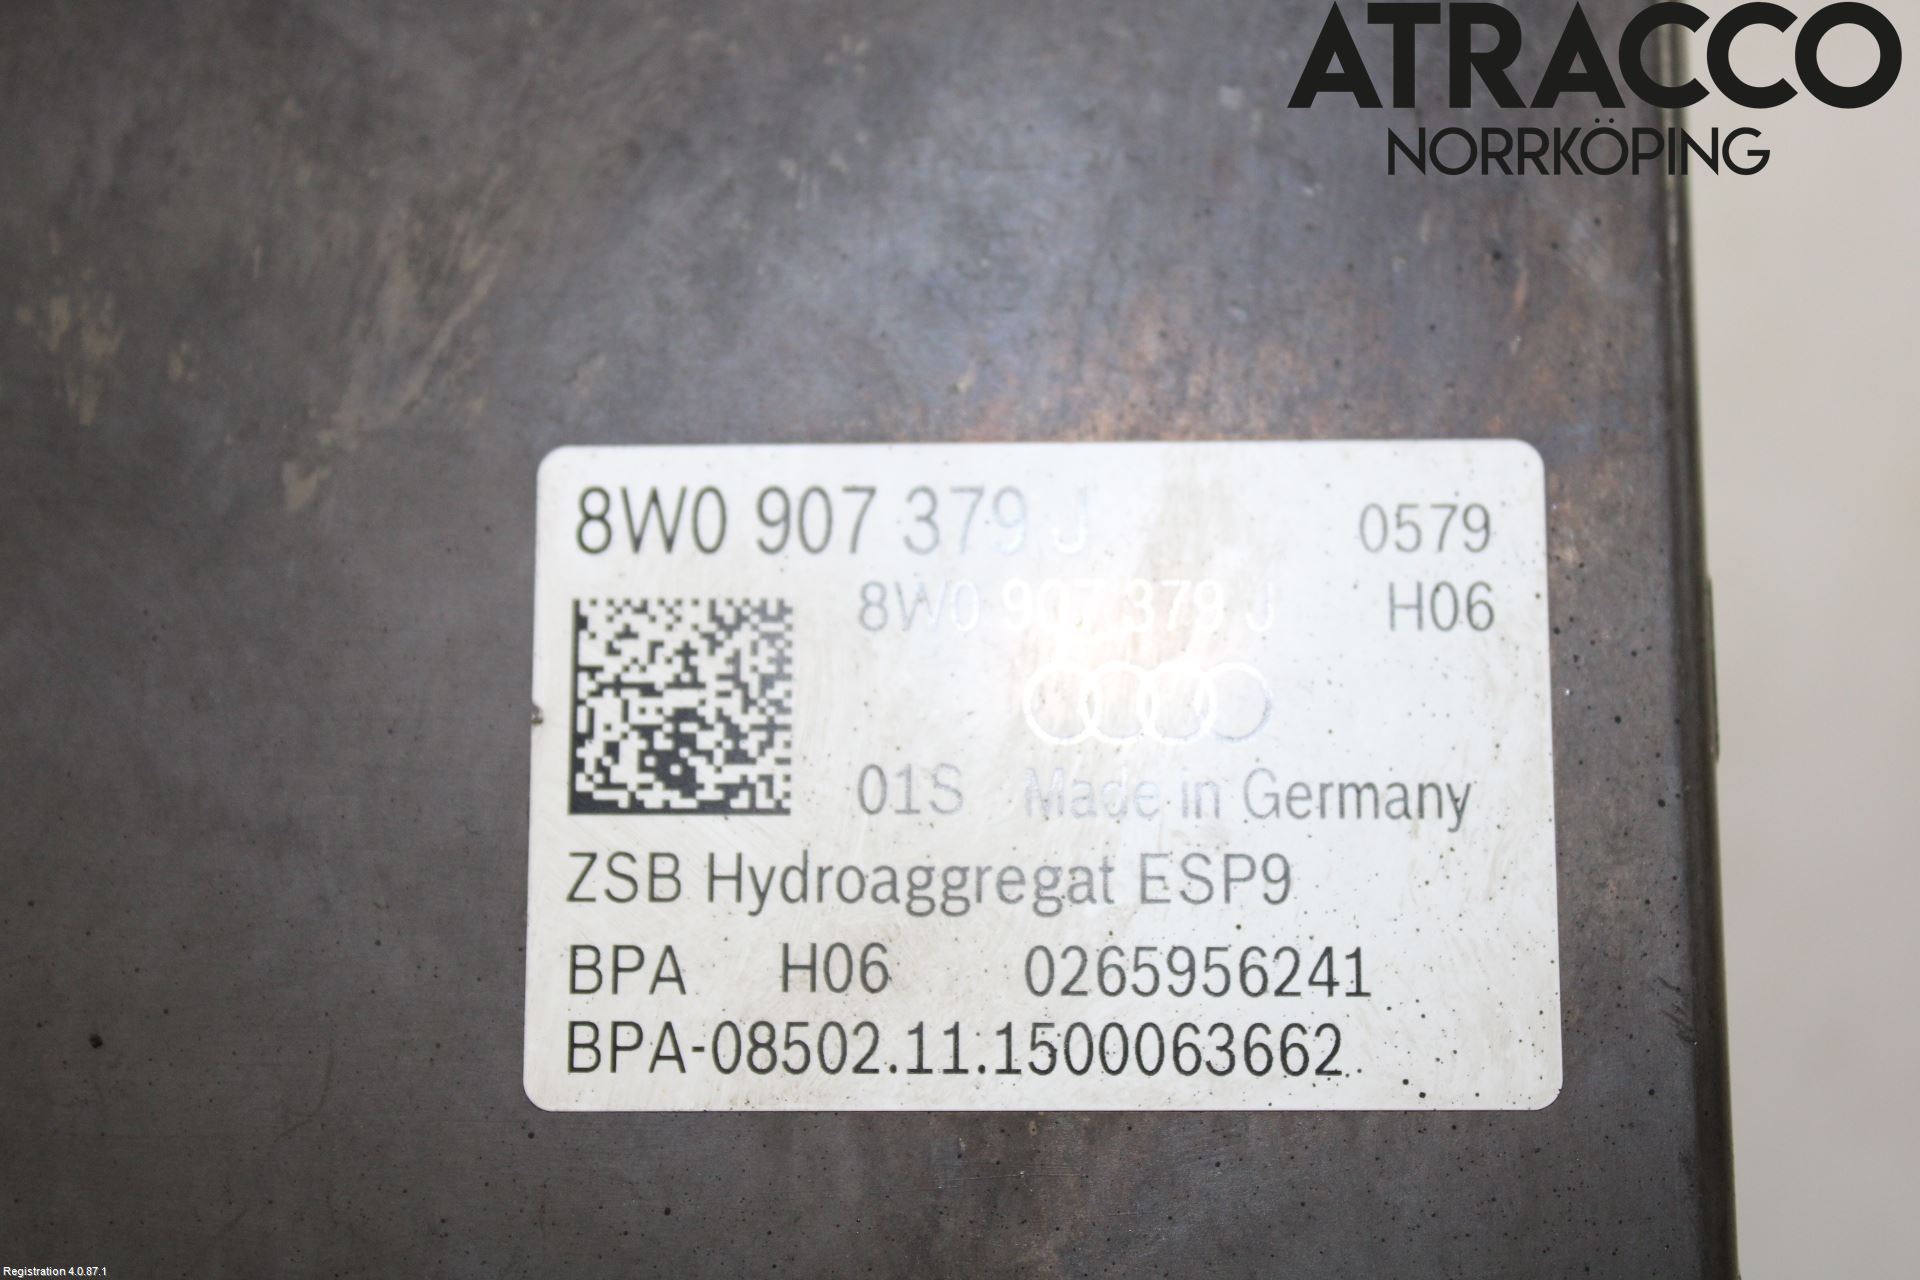 ATRACCO
NORRKÖPING
8W0 907 379 J 0579
8W0 907 379 J H06
01S Made in Germany
ZSB Hydroaggregat ESP9
BPA H06 0265956241
BPA-08502.11.1500063662
Registration 4.0.87.1